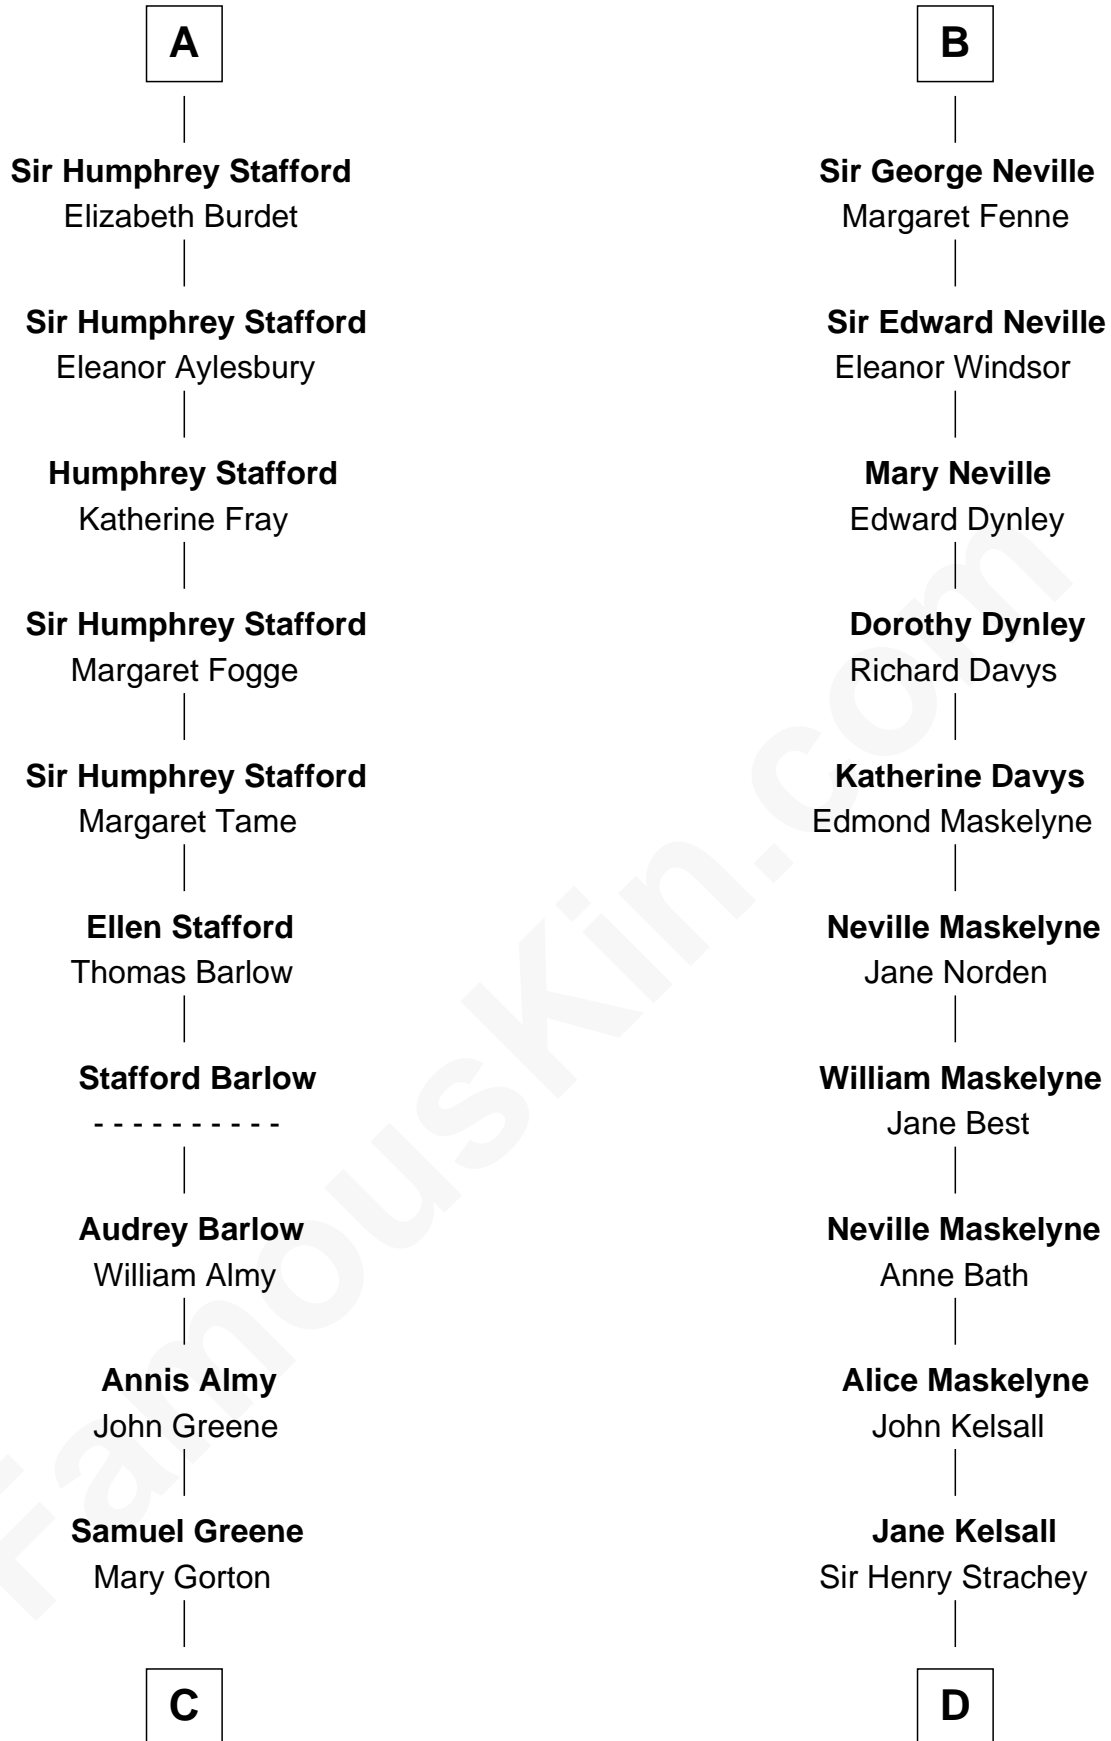 A
Sir Humphrey Stafford
Elizabeth Burdet
Sir Humphrey Stafford
Eleanor Aylesbury
Humphrey Stafford
Katherine Fray
Sir Humphrey Stafford
Margaret Fogge
Sir Humphrey Stafford
Margaret Tame
Ellen Stafford
Thomas Barlow
Stafford Barlow
- - - - - - - - - -
Audrey Barlow
William Almy
Annis Almy
John Greene
Samuel Greene
Mary Gorton
C
B
Sir George Neville
Margaret Fenne
Sir Edward Neville
Eleanor Windsor
Mary Neville
Edward Dynley
Dorothy Dynley
Richard Davys
Katherine Davys
Edmond Maskelyne
Neville Maskelyne
Jane Norden
William Maskelyne
Jane Best
Neville Maskelyne
Anne Bath
Alice Maskelyne
John Kelsall
Jane Kelsall
Sir Henry Strachey
D
FamousKin.com